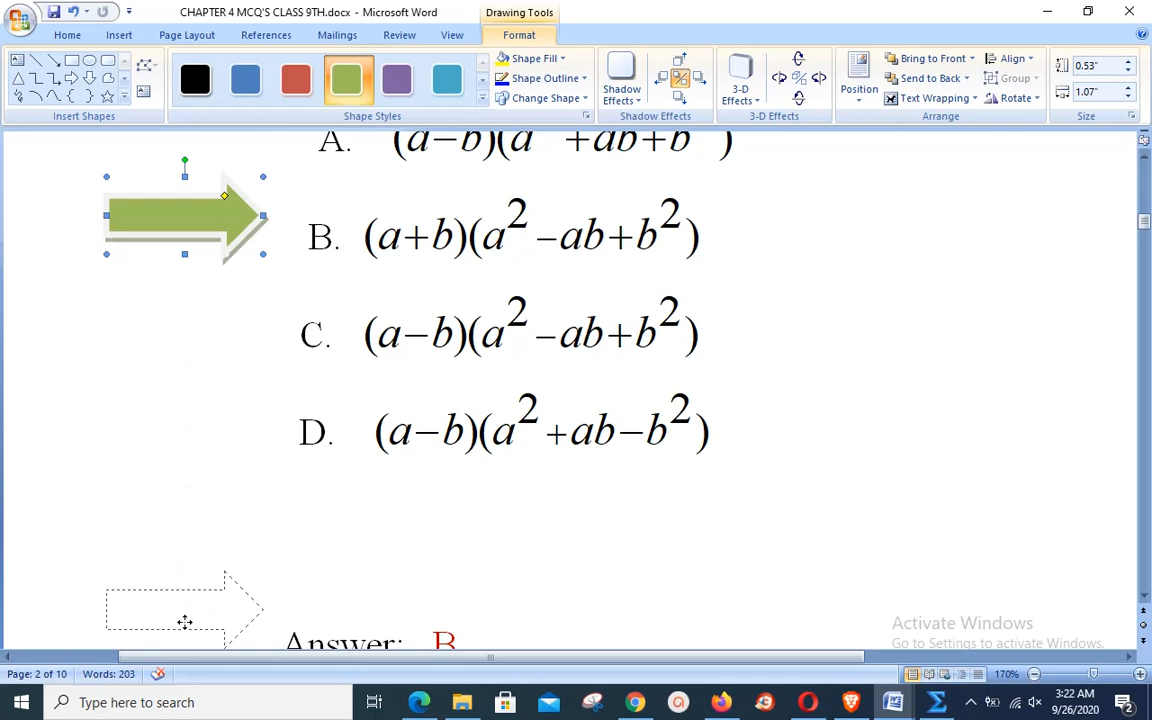 CHAPTER 4 MCQ'S CLASS 9TH.docx - Microsoft Word
Drawing Tools
Home Insert Page Layout References Mailings Review View Format
Shape Fill
Shape Outline
Change Shape
Shadow Effects
3-D Effects
Position
Bring to Front
Send to Back
Text Wrapping
Align
Group
Rotate
0.53"
1.07"
Insert Shapes
Shape Styles
Shadow Effects
3-D Effects
Arrange
Size
A. (a−b)(a +ab+b )
B. (a+b)(a² −ab+b²)
C. (a−b)(a² −ab+b²)
D. (a−b)(a² +ab−b²)
Answer: B
Activate Windows
Go to Settings to activate Windows.
Page: 2 of 10 Words: 203
170%
Type here to search
3:22 AM
9/26/2020
2